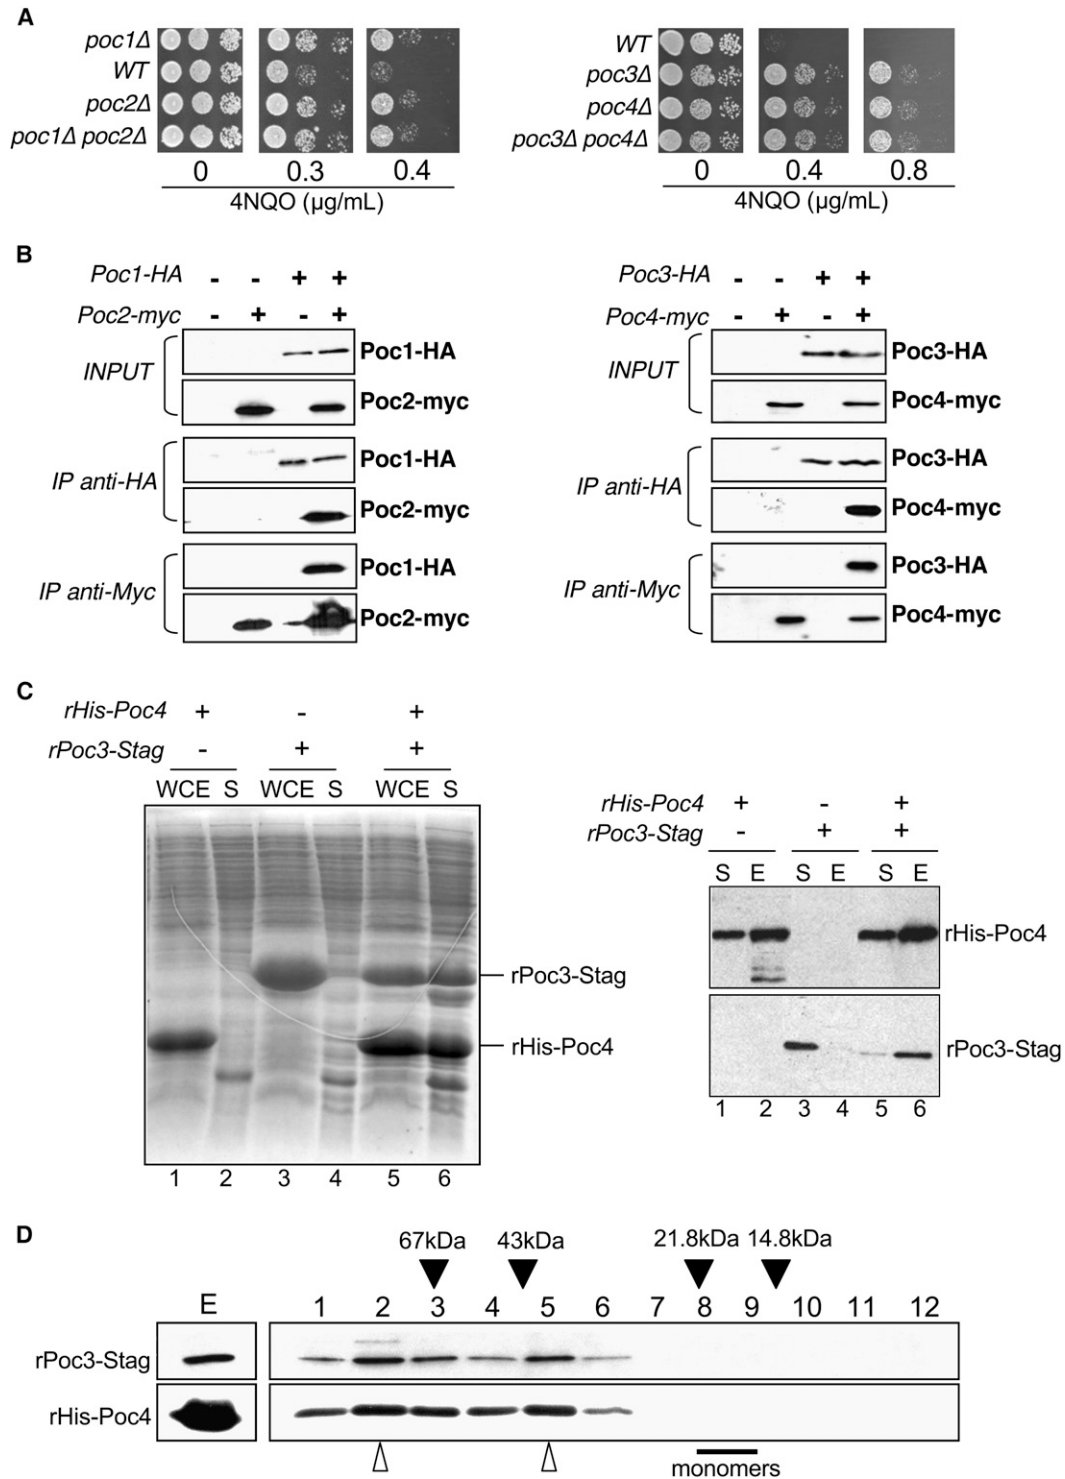 A
poc1Δ
WT
poc2Δ
poc1Δ poc2Δ
0 0.3 0.4
4NQO (µg/mL)
WT
poc3Δ
poc4Δ
poc3Δ poc4Δ
0 0.4 0.8
4NQO (µg/mL)
B
Poc1-HA - - + +
Poc2-myc - + - +
INPUT
Poc1-HA
Poc2-myc
IP anti-HA
Poc1-HA
Poc2-myc
IP anti-Myc
Poc1-HA
Poc2-myc
Poc3-HA - - + +
Poc4-myc - + - +
INPUT
Poc3-HA
Poc4-myc
IP anti-HA
Poc3-HA
Poc4-myc
IP anti-Myc
Poc3-HA
Poc4-myc
C
rHis-Poc4 + - +
rPoc3-Stag - + +
WCE S WCE S WCE S
rPoc3-Stag
rHis-Poc4
1 2 3 4 5 6
rHis-Poc4 + - +
rPoc3-Stag - + +
S E S E S E
rHis-Poc4
rPoc3-Stag
1 2 3 4 5 6
D
67kDa 43kDa 21.8kDa 14.8kDa
E 1 2 3 4 5 6 7 8 9 10 11 12
rPoc3-Stag
rHis-Poc4
monomers